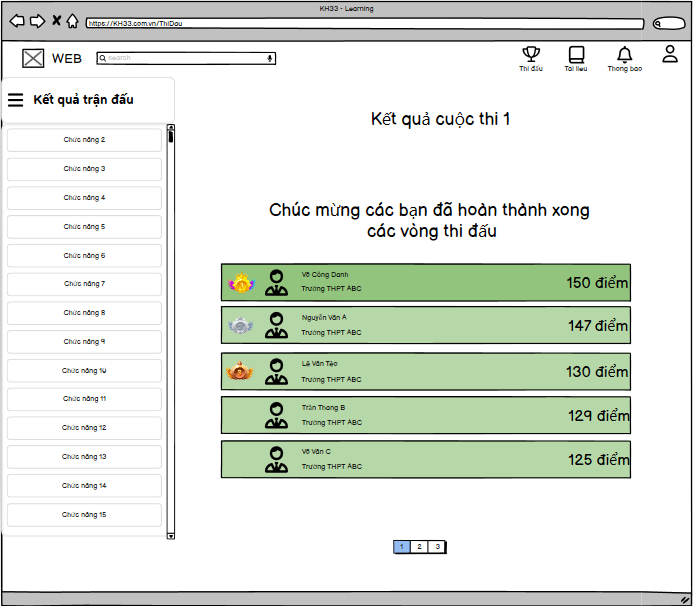 KH33 - Learning
https://KH33.com.vn/ThiDau
WEB
search
Thi đấu
Tài liệu
Thông báo
Kết quả trận đấu
Chức năng 2
Chức năng 3
Chức năng 4
Chức năng 5
Chức năng 6
Chức năng 7
Chức năng 8
Chức năng 9
Chức năng 10
Chức năng 11
Chức năng 12
Chức năng 13
Chức năng 14
Chức năng 15
Kết quả cuộc thi 1
Chúc mừng các bạn đã hoàn thành xong
các vòng thi đấu
Võ Công Danh
Trường THPT ABC
150 điểm
Nguyễn Văn A
Trường THPT ABC
147 điểm
Lê Văn Tèo
Trường THPT ABC
130 điểm
Trần Thang B
Trường THPT ABC
129 điểm
Võ Văn C
Trường THPT ABC
125 điểm
1 2 3